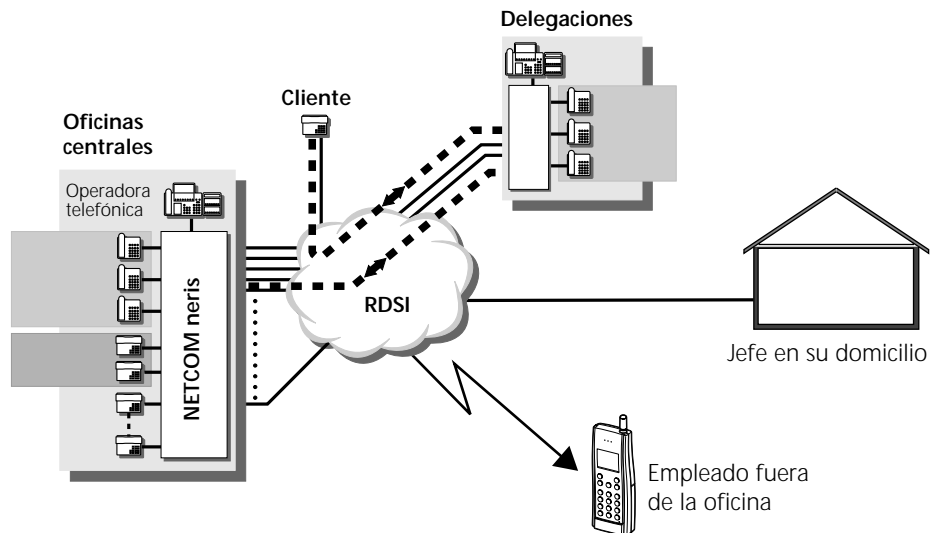 Delegaciones
Cliente
Oficinas
centrales
Operadora
telefónica
NETCOM neris
RDSI
Jefe en su domicilio
Empleado fuera
de la oficina